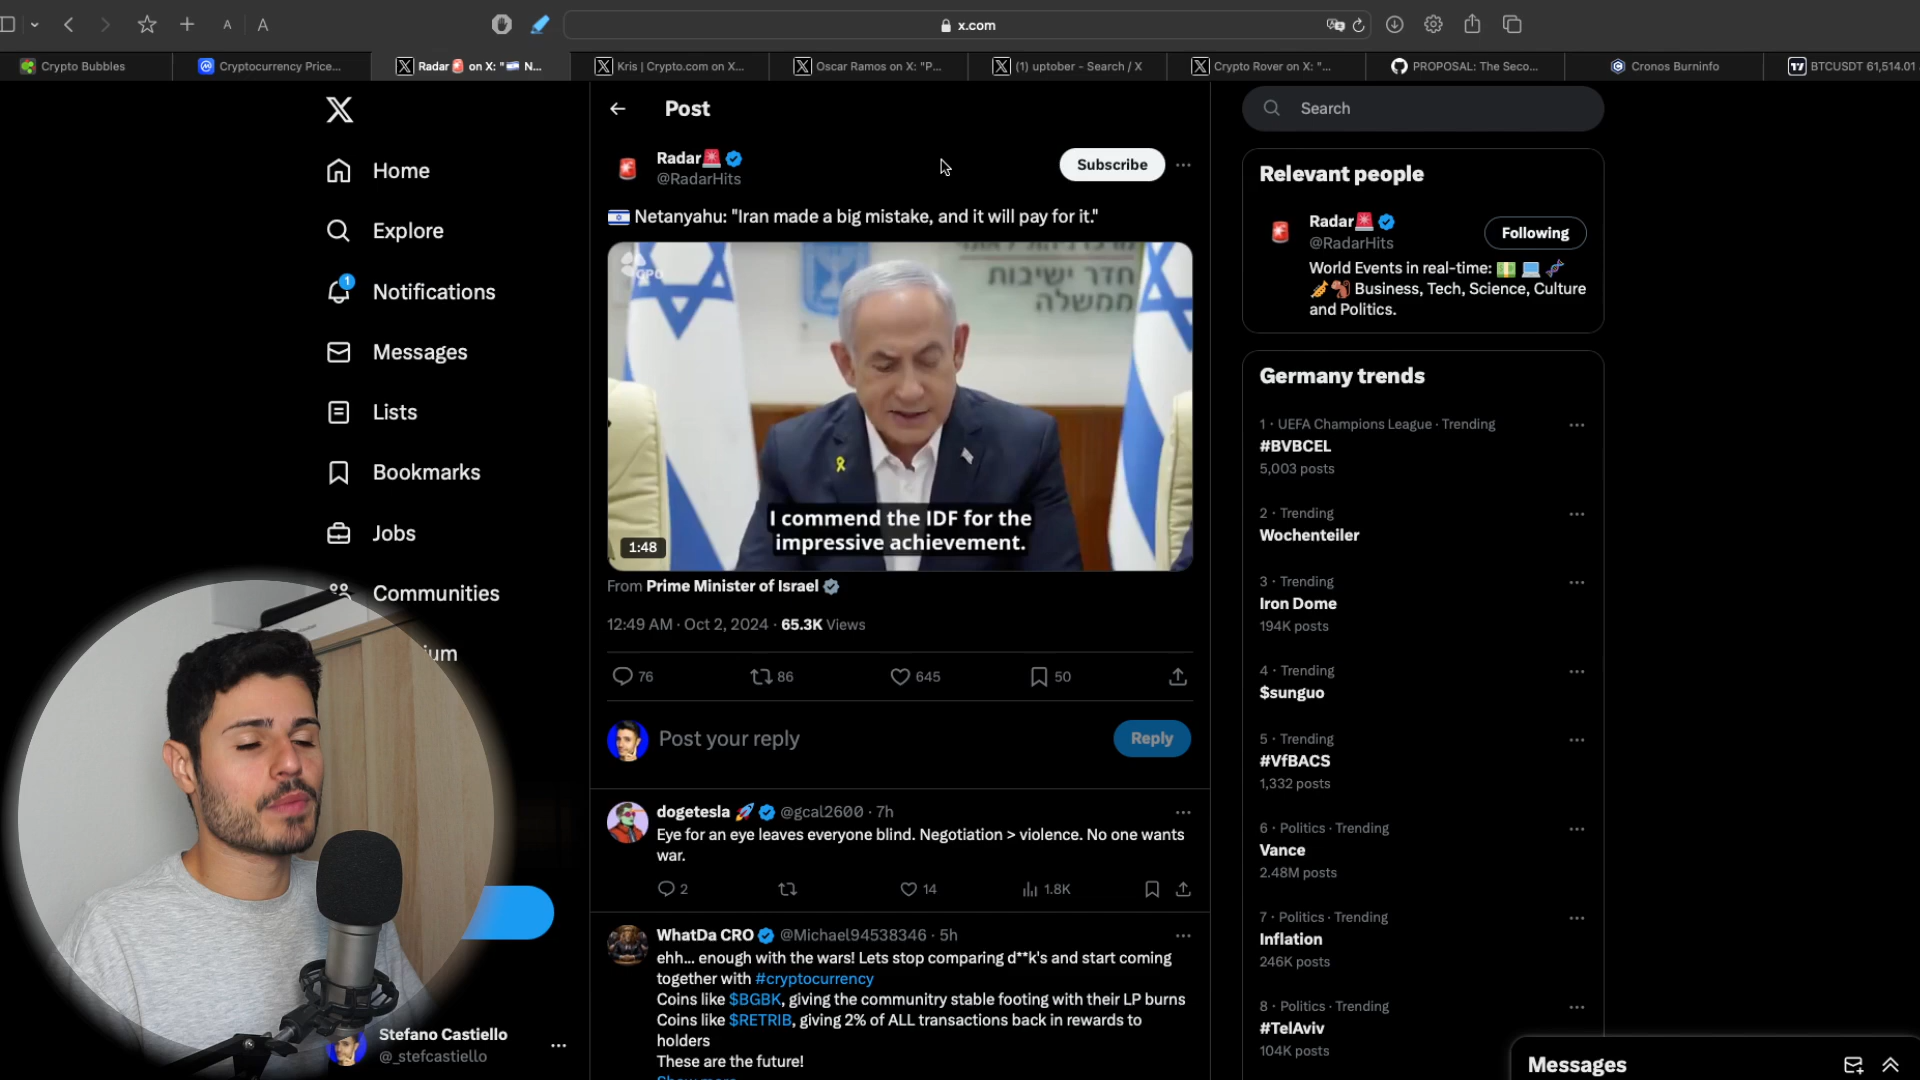 A A x.com
Crypto Bubbles Cryptocurrency Price... Radar🚨 on X: "🇮🇱 N... Kris | Crypto.com on X... Oscar Ramos on X: "P... (1) uptober - Search / X Crypto Rover on X: "... PROPOSAL: The Seco... Cronos Burninfo BTCUSDT 61,514.01
Home
Explore
1
Notifications
Messages
Lists
Bookmarks
Jobs
Communities
ium
Stefano Castiello
@_stefcastiello
Post
Radar🚨
@RadarHits
Subscribe
🇮🇱 Netanyahu: "Iran made a big mistake, and it will pay for it."
GPO
חדר ישיבות
ממשלה
I commend the IDF for the
impressive achievement.
1:48
From Prime Minister of Israel
12:49 AM · Oct 2, 2024 · 65.3K Views
76 86 645 50
Post your reply
Reply
dogetesla 🚀 @gcal2600 · 7h
Eye for an eye leaves everyone blind. Negotiation > violence. No one wants
war.
2 14 1.8K
WhatDa CRO @Michael94538346 · 5h
ehh... enough with the wars! Lets stop comparing d**k's and start coming
together with #cryptocurrency
Coins like $BGBK, giving the communitry stable footing with their LP burns
Coins like $RETRIB, giving 2% of ALL transactions back in rewards to
holders
These are the future!
Show more
Search
Relevant people
Radar🚨
@RadarHits
Following
World Events in real-time: 💵 💻 🧬
🎺🐿️ Business, Tech, Science, Culture
and Politics.
Germany trends
1 · UEFA Champions League · Trending
#BVBCEL
5,003 posts
2 · Trending
Wochenteiler
3 · Trending
Iron Dome
194K posts
4 · Trending
$sunguo
5 · Trending
#VfBACS
1,332 posts
6 · Politics · Trending
Vance
2.48M posts
7 · Politics · Trending
Inflation
246K posts
8 · Politics · Trending
#TelAviv
104K posts
Messages